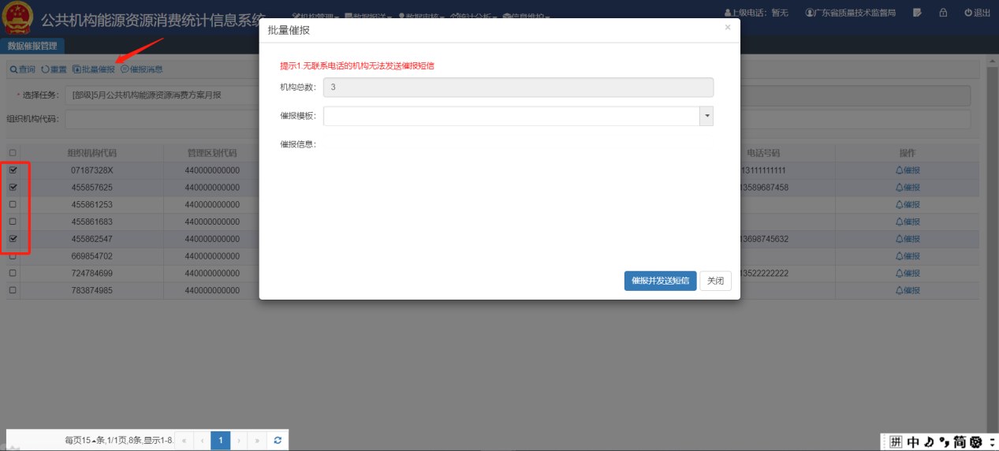 公共机构能源资源消费统计信息系统
机构管理 数据报送 数据审核 统计分析 信息维护
上级电话：暂无 广东省质量技术监督局 退出
数据催报管理
查询 重置 批量催报 催报消息
* 选择任务： [部级]5月公共机构能源资源消费方案月报
组织机构代码：
批量催报 ×
提示1.无联系电话的机构无法发送催报短信
机构总数： 3
催报模板：
催报信息：
催报并发送短信 关闭
组织机构代码 管理区划代码 电话号码 操作
07187328X 440000000000 13111111111 催报
455857625 440000000000 13589687458 催报
455861253 440000000000 催报
455861683 440000000000 催报
455862547 440000000000 13698745632 催报
669854702 440000000000 催报
724784699 440000000000 13522222222 催报
783874985 440000000000 催报
每页15条,1/1页,8条,显示1-8. « ‹ 1 › »
拼 中 简